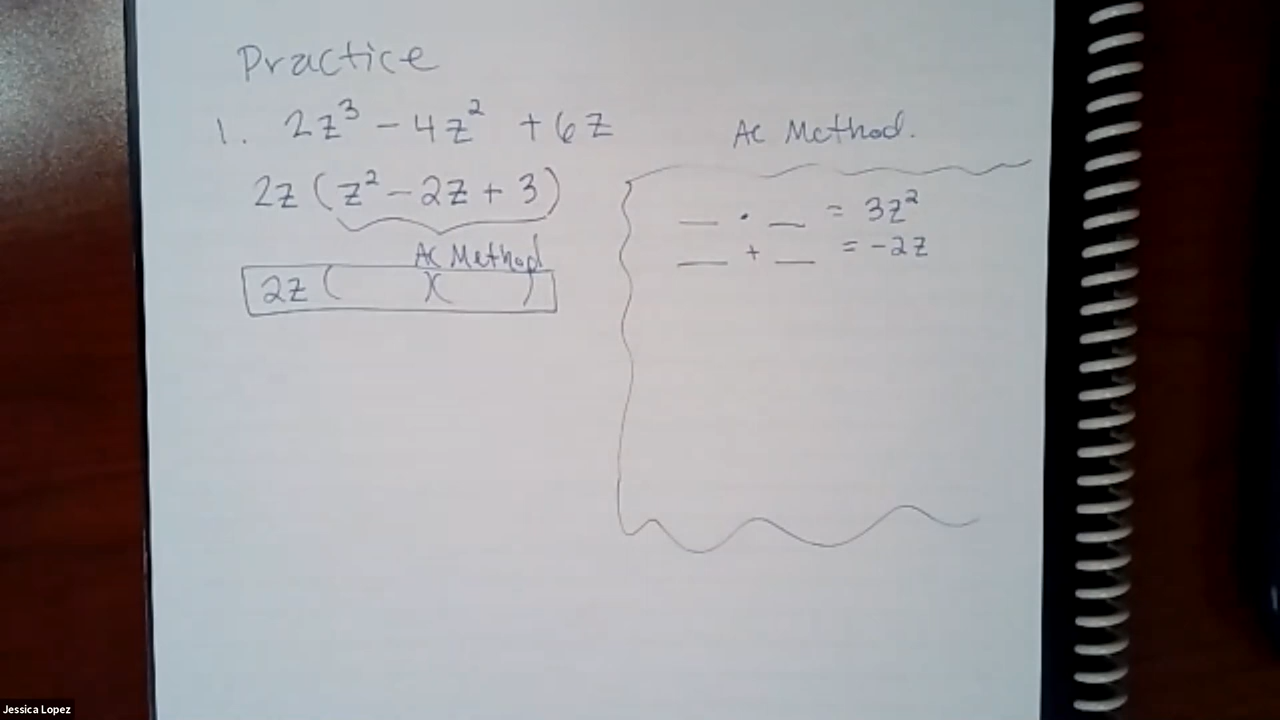 Practice
1. 2z³ - 4z² + 6z
AC Method.
2z (z² - 2z + 3)
AC Method
2z ( )( )
__ · __ = 3z²
__ + __ = -2z
Jessica Lopez